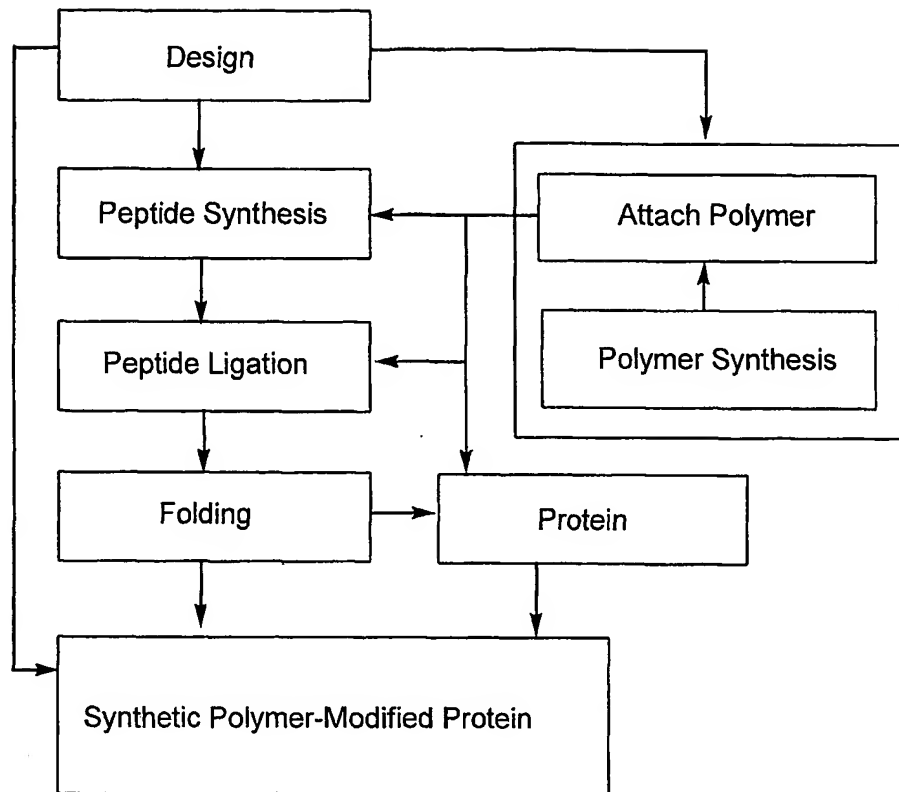 Design
Peptide Synthesis
Attach Polymer
Peptide Ligation
Polymer Synthesis
Folding
Protein
Synthetic Polymer-Modified Protein